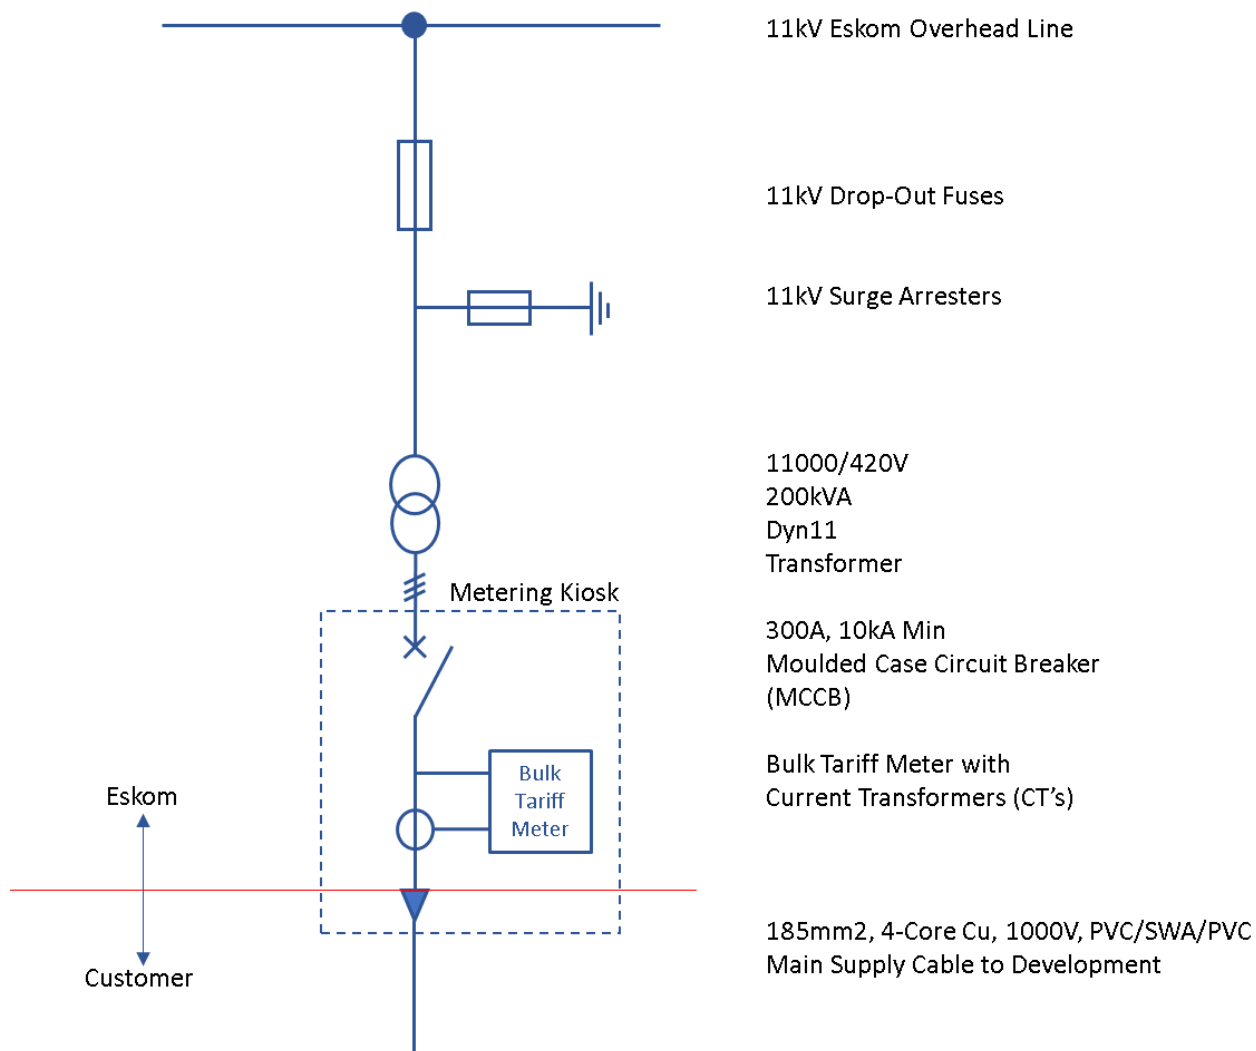 11kV Eskom Overhead Line
11kV Drop-Out Fuses
11kV Surge Arresters
11000/420V
200kVA
Dyn11
Transformer
Metering Kiosk
300A, 10kA Min
Moulded Case Circuit Breaker
(MCCB)
Bulk
Tariff
Meter
Bulk Tariff Meter with
Current Transformers (CT’s)
Eskom
Customer
185mm2, 4-Core Cu, 1000V, PVC/SWA/PVC
Main Supply Cable to Development